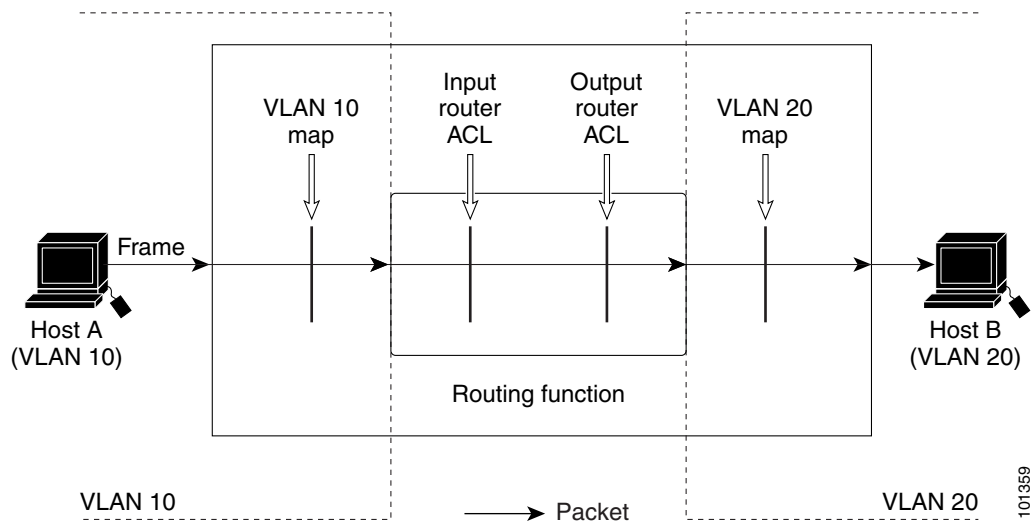 VLAN 10
map
Input
router
ACL
Output
router
ACL
VLAN 20
map
Frame
Host A
(VLAN 10)
Host B
(VLAN 20)
Routing function
VLAN 10
Packet
VLAN 20
101359